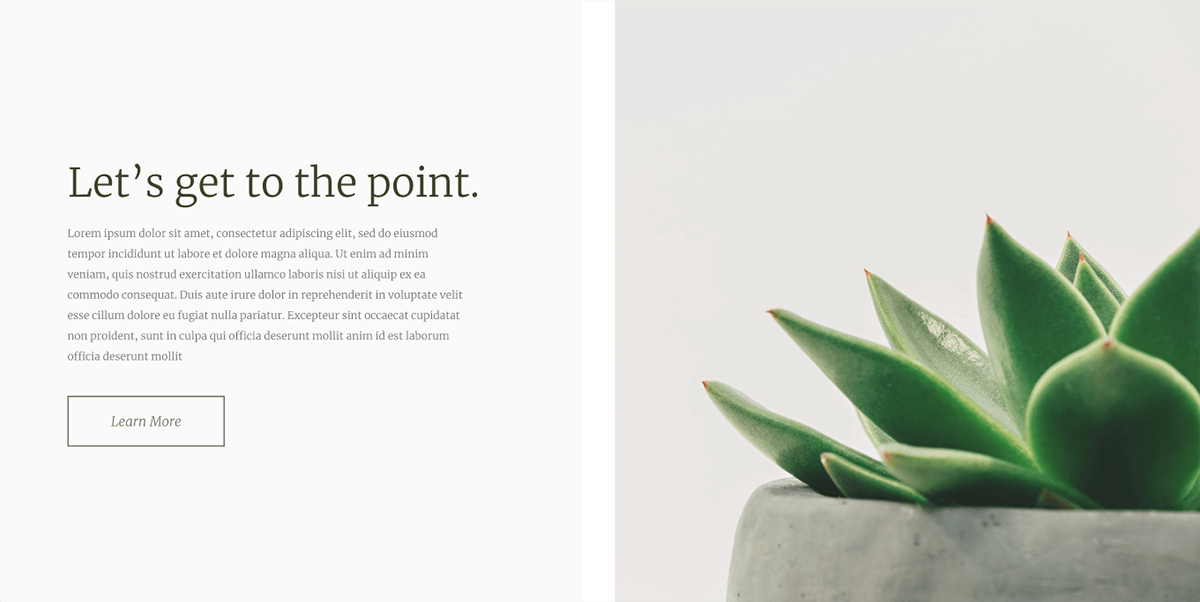 Let’s get to the point.
Lorem ipsum dolor sit amet, consectetur adipiscing elit, sed do eiusmod
tempor incididunt ut labore et dolore magna aliqua. Ut enim ad minim
veniam, quis nostrud exercitation ullamco laboris nisi ut aliquip ex ea
commodo consequat. Duis aute irure dolor in reprehenderit in voluptate velit
esse cillum dolore eu fugiat nulla pariatur. Excepteur sint occaecat cupidatat
non proident, sunt in culpa qui officia deserunt mollit anim id est laborum
officia deserunt mollit
Learn More